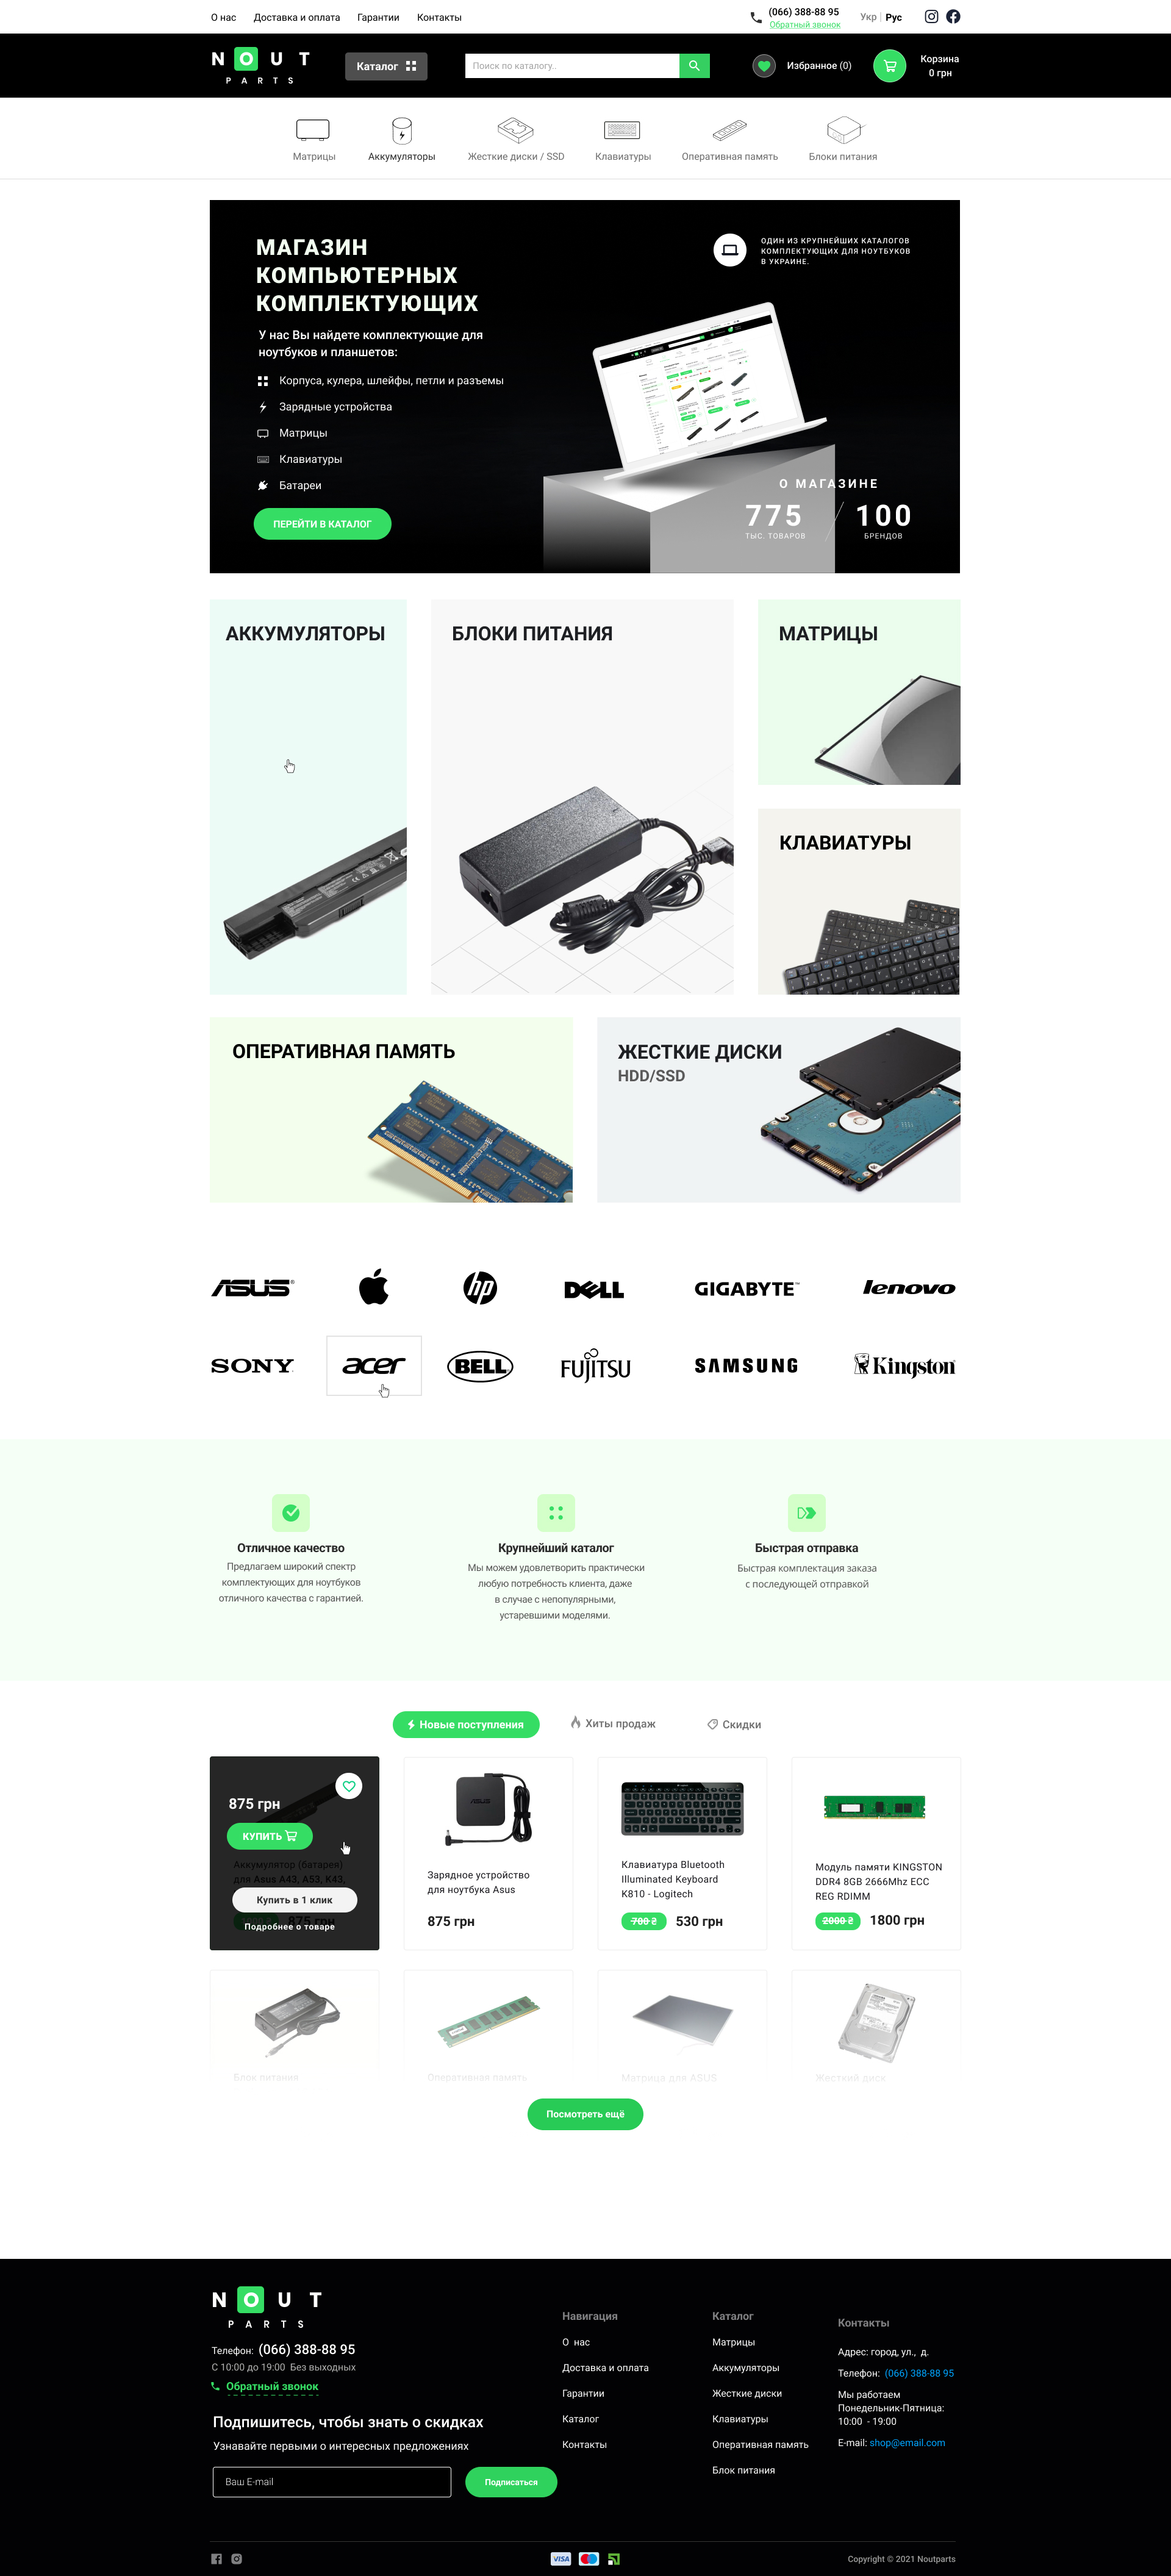 О нас Доставка и оплата Гарантии Контакты
(066) 388-88 95
Обратный звонок
Укр Рус
NOUT
PARTS
Каталог
Поиск по каталогу..
Избранное (0)
Корзина
0 грн
Матрицы Аккумуляторы Жесткие диски / SSD Клавиатуры Оперативная память Блоки питания
МАГАЗИН
КОМПЬЮТЕРНЫХ
КОМПЛЕКТУЮЩИХ
ОДИН ИЗ КРУПНЕЙШИХ КАТАЛОГОВ
КОМПЛЕКТУЮЩИХ ДЛЯ НОУТБУКОВ
В УКРАИНЕ.
У нас Вы найдете комплектующие для
ноутбуков и планшетов:
Корпуса, кулера, шлейфы, петли и разъемы
Зарядные устройства
Матрицы
Клавиатуры
Батареи
ПЕРЕЙТИ В КАТАЛОГ
О МАГАЗИНЕ
775 / 100
ТЫС. ТОВАРОВ БРЕНДОВ
АККУМУЛЯТОРЫ
БЛОКИ ПИТАНИЯ
МАТРИЦЫ
КЛАВИАТУРЫ
ОПЕРАТИВНАЯ ПАМЯТЬ
ЖЕСТКИЕ ДИСКИ
HDD/SSD
ASUS hp DELL GIGABYTE lenovo
SONY acer BELL FUJITSU SAMSUNG Kingston
Отличное качество
Предлагаем широкий спектр
комплектующих для ноутбуков
отличного качества с гарантией.
Крупнейший каталог
Мы можем удовлетворить практически
любую потребность клиента, даже
в случае с непопулярными,
устаревшими моделями.
Быстрая отправка
Быстрая комплектация заказа
с последующей отправкой
Новые поступления Хиты продаж Скидки
875 грн
КУПИТЬ
Аккумулятор (батарея)
для Asus A43, A53, K43,
Купить в 1 клик
875 грн
Подробнее о товаре
ASUS
Зарядное устройство
для ноутбука Asus
875 грн
Клавиатура Bluetooth
Illuminated Keyboard
K810 - Logitech
700 ₴ 530 грн
Модуль памяти KINGSTON
DDR4 8GB 2666Mhz ECC
REG RDIMM
2000 ₴ 1800 грн
Блок питания
Оперативная память
Матрица для ASUS
Жесткий диск
Посмотреть ещё
NOUT
PARTS
Телефон: (066) 388-88 95
С 10:00 до 19:00 Без выходных
Обратный звонок
Подпишитесь, чтобы знать о скидках
Узнавайте первыми о интересных предложениях
Ваш E-mail
Подписаться
Навигация
О нас
Доставка и оплата
Гарантии
Каталог
Контакты
Каталог
Матрицы
Аккумуляторы
Жесткие диски
Клавиатуры
Оперативная память
Блок питания
Контакты
Адрес: город, ул., д.
Телефон: (066) 388-88 95
Мы работаем
Понедельник-Пятница:
10:00 - 19:00
E-mail: shop@email.com
VISA
Copyright © 2021 Noutparts